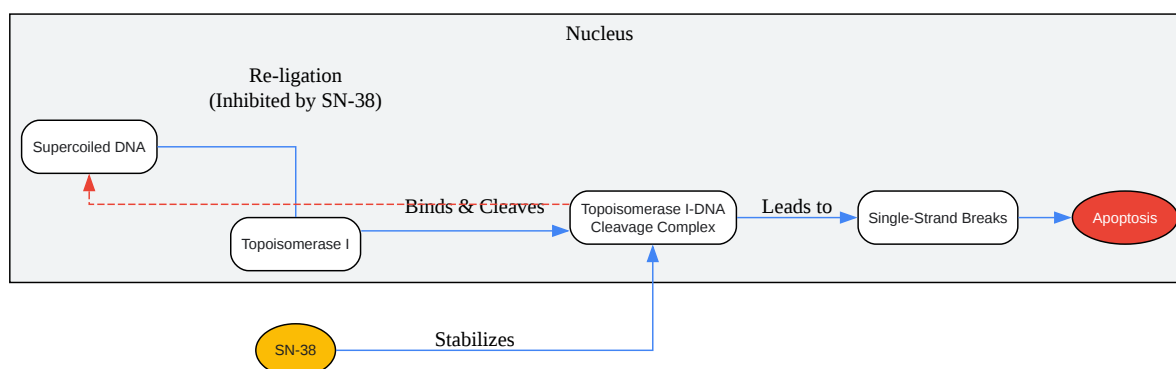 Nucleus
Re-ligation
(Inhibited by SN-38)
Supercoiled DNA
Binds & Cleaves
Topoisomerase I
Topoisomerase I-DNA
Cleavage Complex
Leads to
Single-Strand Breaks
Apoptosis
SN-38
Stabilizes